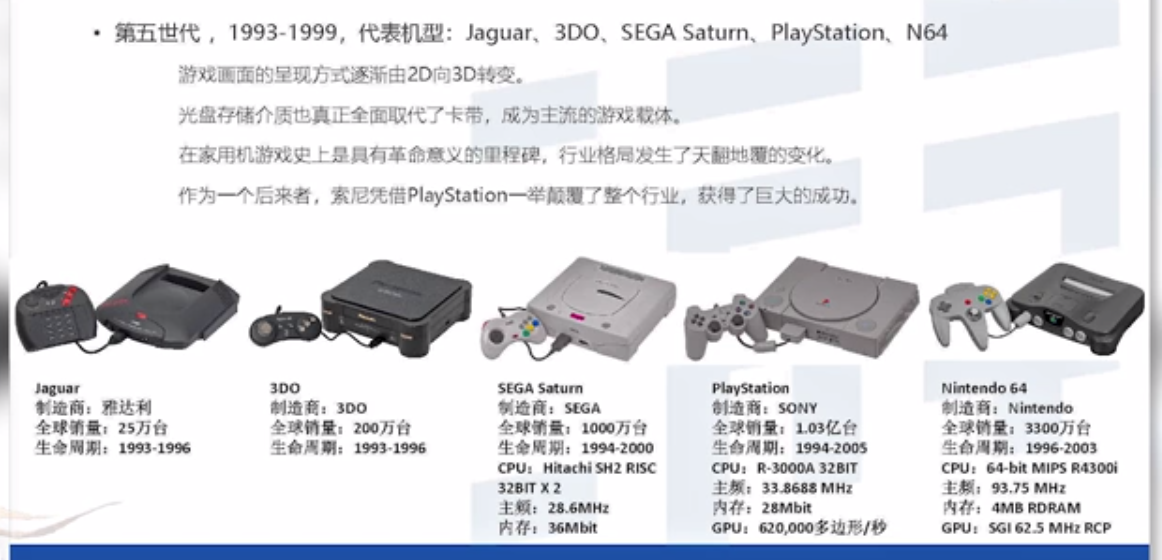 • 第五世代 ，1993-1999，代表机型：Jaguar、3DO、SEGA Saturn、PlayStation、N64
游戏画面的呈现方式逐渐由2D向3D转变。
光盘存储介质也真正全面取代了卡带，成为主流的游戏载体。
在家用机游戏史上是具有革命意义的里程碑，行业格局发生了天翻地覆的变化。
作为一个后来者，索尼凭借PlayStation一举颠覆了整个行业，获得了巨大的成功。
Jaguar
制造商：雅达利
全球销量：25万台
生命周期：1993-1996
3DO
制造商：3DO
全球销量：200万台
生命周期：1993-1996
SEGA Saturn
制造商：SEGA
全球销量：1000万台
生命周期：1994-2000
CPU：Hitachi SH2 RISC
32BIT X 2
主频：28.6MHz
内存：36Mbit
PlayStation
制造商：SONY
全球销量：1.03亿台
生命周期：1994-2005
CPU：R-3000A 32BIT
主频：33.8688 MHz
内存：28Mbit
GPU：620,000多边形/秒
Nintendo 64
制造商：Nintendo
全球销量：3300万台
生命周期：1996-2003
CPU：64-bit MIPS R4300i
主频：93.75 MHz
内存：4MB RDRAM
GPU：SGI 62.5 MHz RCP